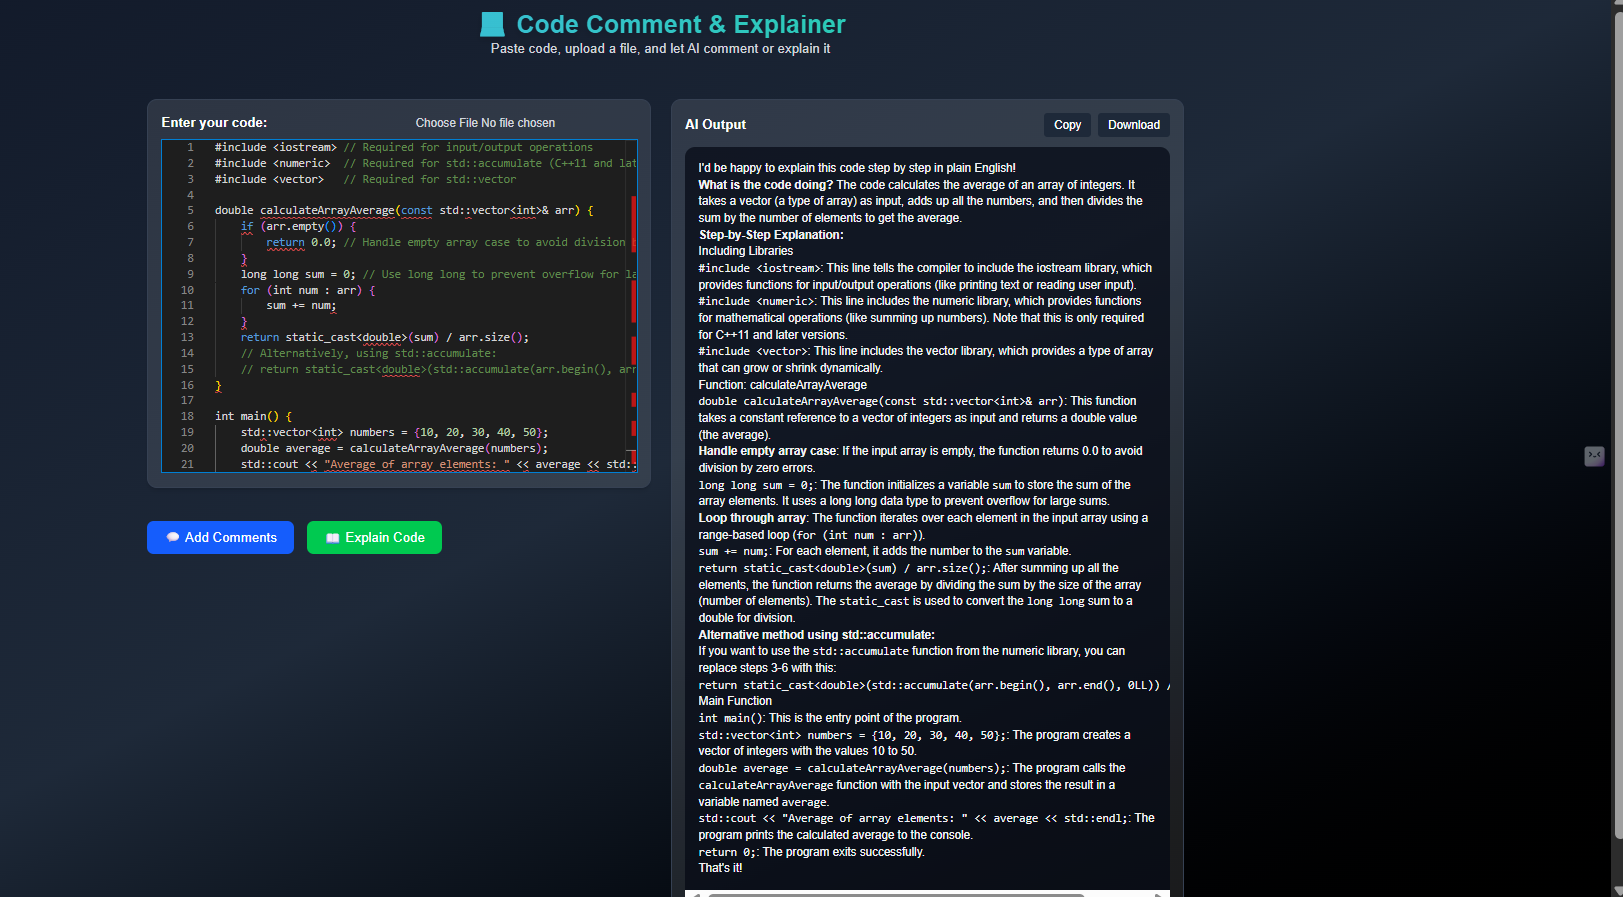 Code Comment & Explainer
Paste code, upload a file, and let AI comment or explain it
Enter your code:
Choose File No file chosen
1 #include <iostream> // Required for input/output operations
2 #include <numeric>  // Required for std::accumulate (C++11 and lat
3 #include <vector>   // Required for std::vector
4
5 double calculateArrayAverage(const std::vector<int>& arr) {
6     if (arr.empty()) {
7         return 0.0; // Handle empty array case to avoid division
8     }
9     long long sum = 0; // Use long long to prevent overflow for la
10     for (int num : arr) {
11         sum += num;
12     }
13     return static_cast<double>(sum) / arr.size();
14     // Alternatively, using std::accumulate:
15     // return static_cast<double>(std::accumulate(arr.begin(), arr
16 }
17
18 int main() {
19     std::vector<int> numbers = {10, 20, 30, 40, 50};
20     double average = calculateArrayAverage(numbers);
21     std::cout << "Average of array elements: " << average << std::
Add Comments
Explain Code
AI Output
Copy
Download
I'd be happy to explain this code step by step in plain English!
What is the code doing? The code calculates the average of an array of integers. It
takes a vector (a type of array) as input, adds up all the numbers, and then divides the
sum by the number of elements to get the average.
Step-by-Step Explanation:
Including Libraries
#include <iostream>: This line tells the compiler to include the iostream library, which
provides functions for input/output operations (like printing text or reading user input).
#include <numeric>: This line includes the numeric library, which provides functions
for mathematical operations (like summing up numbers). Note that this is only required
for C++11 and later versions.
#include <vector>: This line includes the vector library, which provides a type of array
that can grow or shrink dynamically.
Function: calculateArrayAverage
double calculateArrayAverage(const std::vector<int>& arr): This function
takes a constant reference to a vector of integers as input and returns a double value
(the average).
Handle empty array case: If the input array is empty, the function returns 0.0 to avoid
division by zero errors.
long long sum = 0;: The function initializes a variable sum to store the sum of the
array elements. It uses a long long data type to prevent overflow for large sums.
Loop through array: The function iterates over each element in the input array using a
range-based loop (for (int num : arr)).
sum += num;: For each element, it adds the number to the sum variable.
return static_cast<double>(sum) / arr.size();: After summing up all the
elements, the function returns the average by dividing the sum by the size of the array
(number of elements). The static_cast is used to convert the long long sum to a
double for division.
Alternative method using std::accumulate:
If you want to use the std::accumulate function from the numeric library, you can
replace steps 3-6 with this:
return static_cast<double>(std::accumulate(arr.begin(), arr.end(), 0LL)) /
Main Function
int main(): This is the entry point of the program.
std::vector<int> numbers = {10, 20, 30, 40, 50};: The program creates a
vector of integers with the values 10 to 50.
double average = calculateArrayAverage(numbers);: The program calls the
calculateArrayAverage function with the input vector and stores the result in a
variable named average.
std::cout << "Average of array elements: " << average << std::endl;: The
program prints the calculated average to the console.
return 0;: The program exits successfully.
That's it!